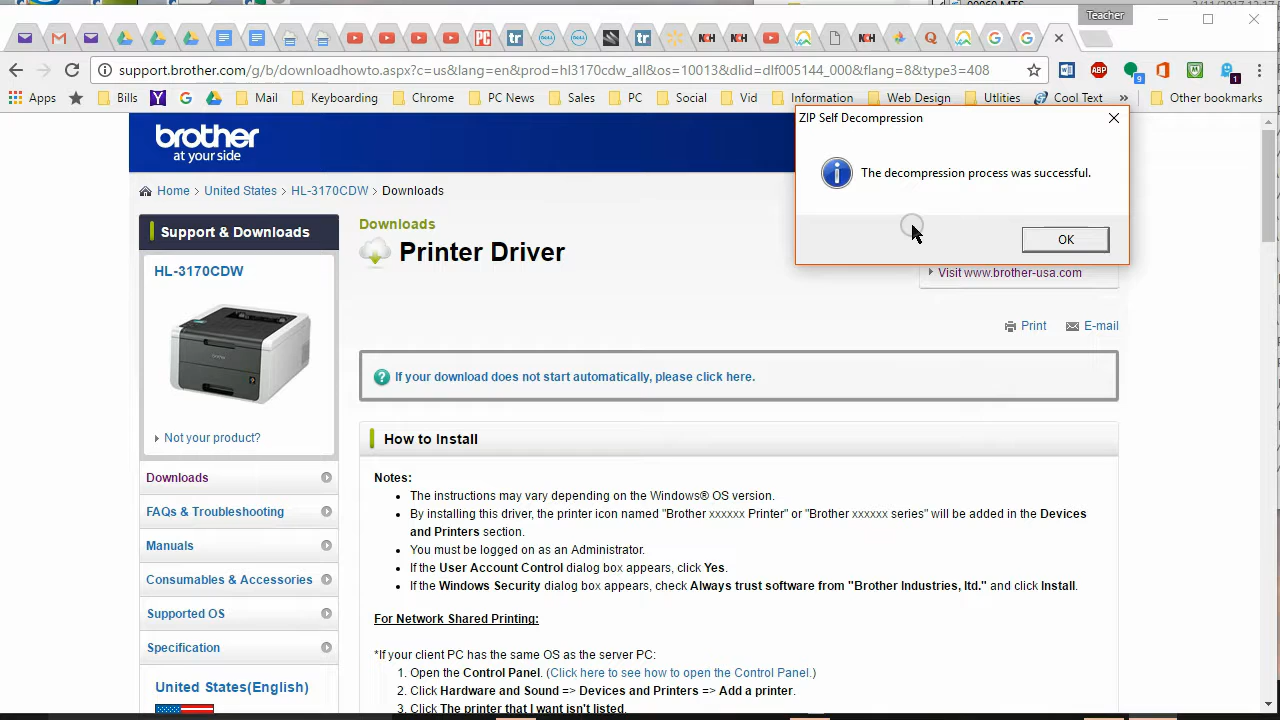 Teacher
support.brother.com/g/b/downloadhowto.aspx?c=us&lang=en&prod=hl3170cdw_all&os=10013&dlid=dlf005144_000&flang=8&type3=408
Apps Bills Mail Keyboarding Chrome PC News Sales PC Social Vid Information Web Design Utlities Cool Text » Other bookmarks
ZIP Self Decompression
The decompression process was successful.
OK
brother
at your side
Home United States HL-3170CDW Downloads
Support & Downloads
HL-3170CDW
Not your product?
Downloads
FAQs & Troubleshooting
Manuals
Consumables & Accessories
Supported OS
Specification
United States(English)
Downloads
Printer Driver
Visit www.brother-usa.com
Print E-mail
If your download does not start automatically, please click here.
How to Install
Notes:
• The instructions may vary depending on the Windows® OS version.
• By installing this driver, the printer icon named "Brother xxxxxx Printer" or "Brother xxxxxx series" will be added in the Devices
and Printers section.
• You must be logged on as an Administrator.
• If the User Account Control dialog box appears, click Yes.
• If the Windows Security dialog box appears, check Always trust software from "Brother Industries, ltd." and click Install.
For Network Shared Printing:
*If your client PC has the same OS as the server PC:
1. Open the Control Panel. (Click here to see how to open the Control Panel.)
2. Click Hardware and Sound => Devices and Printers => Add a printer.
3. Click The printer that I want isn't listed.